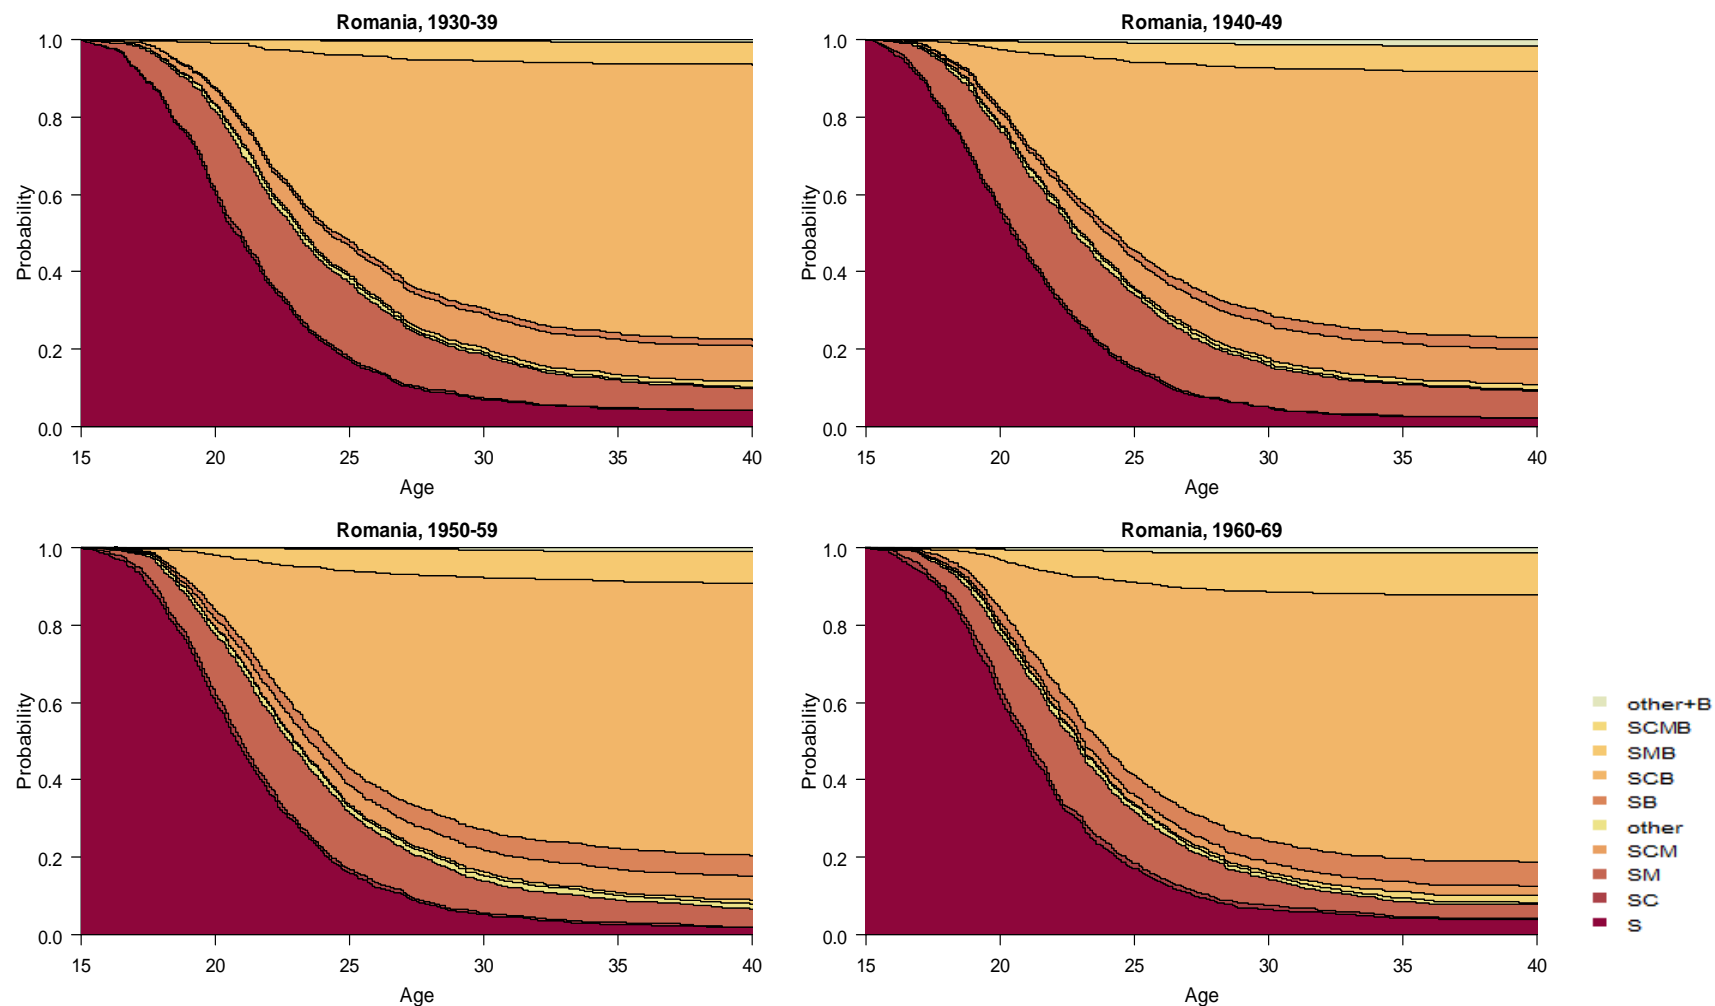 Romania, 1930-39
Probability
1.0
0.8
0.6
0.4
0.2
0.0
15 20 25 30 35 40
Age
Romania, 1940-49
Probability
1.0
0.8
0.6
0.4
0.2
0.0
15 20 25 30 35 40
Age
Romania, 1950-59
Probability
1.0
0.8
0.6
0.4
0.2
0.0
15 20 25 30 35 40
Age
Romania, 1960-69
Probability
1.0
0.8
0.6
0.4
0.2
0.0
15 20 25 30 35 40
Age
other+B
SCMB
SMB
SCB
SB
other
SCM
SM
SC
S